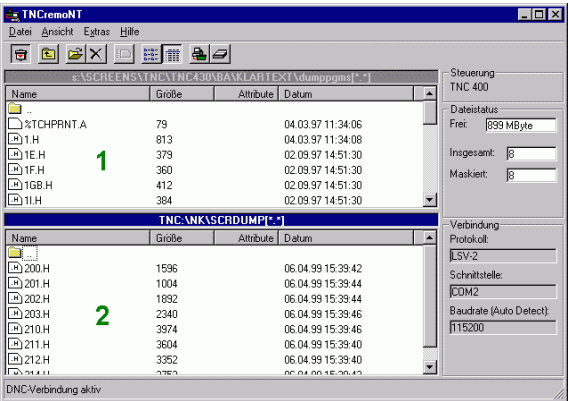 TNCremoNT
Datei Ansicht Extras Hilfe
s:\SCREENS\TNC\TNC430\BA\KLARTEXT\dumppgms[*.*]
Name Größe Attribute Datum
..
%TCHPRNT.A 79 04.03.97 11:34:06
1.H 813 04.03.97 11:34:08
1E.H 379 02.09.97 14:51:30
1F.H 360 02.09.97 14:51:30
1GB.H 412 02.09.97 14:51:30
1I.H 384 02.09.97 14:51:30
1
TNC:\NK\SCRDUMP[*.*]
Name Größe Attribute Datum
..
200.H 1596 06.04.99 15:39:42
201.H 1004 06.04.99 15:39:44
202.H 1892 06.04.99 15:39:44
203.H 2340 06.04.99 15:39:46
210.H 3974 06.04.99 15:39:46
211.H 3604 06.04.99 15:39:40
212.H 3352 06.04.99 15:39:40
2
Steuerung
TNC 400
Dateistatus
Frei: 899 MByte
Insgesamt: 8
Maskiert: 8
Verbindung
Protokoll:
LSV-2
Schnittstelle:
COM2
Baudrate (Auto Detect):
115200
DNC-Verbindung aktiv